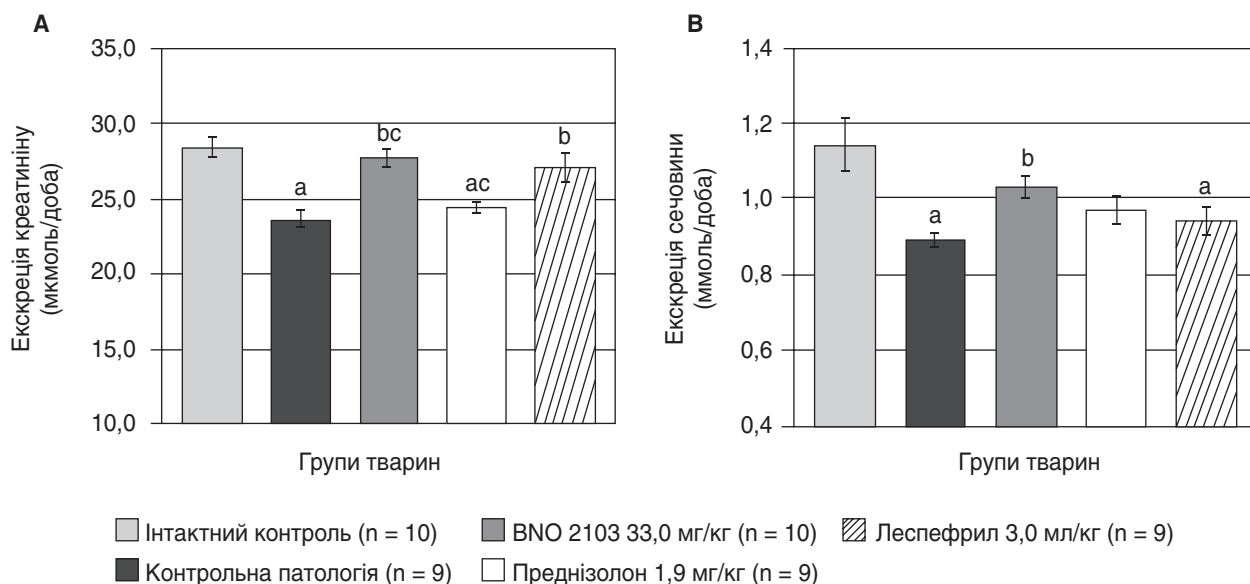 A
Екскреція креатиніну
(мкмоль/доба)
35,0
30,0
25,0
20,0
15,0
10,0
a
bc
ac
b
Групи тварин
B
Екскреція сечовини
(ммоль/доба)
1,4
1,2
1,0
0,8
0,6
0,4
a
b
a
Групи тварин
Інтактний контроль (n = 10)
BNO 2103 33,0 мг/кг (n = 10)
Леспефрил 3,0 мл/кг (n = 9)
Контрольна патологія (n = 9)
Преднізолон 1,9 мг/кг (n = 9)